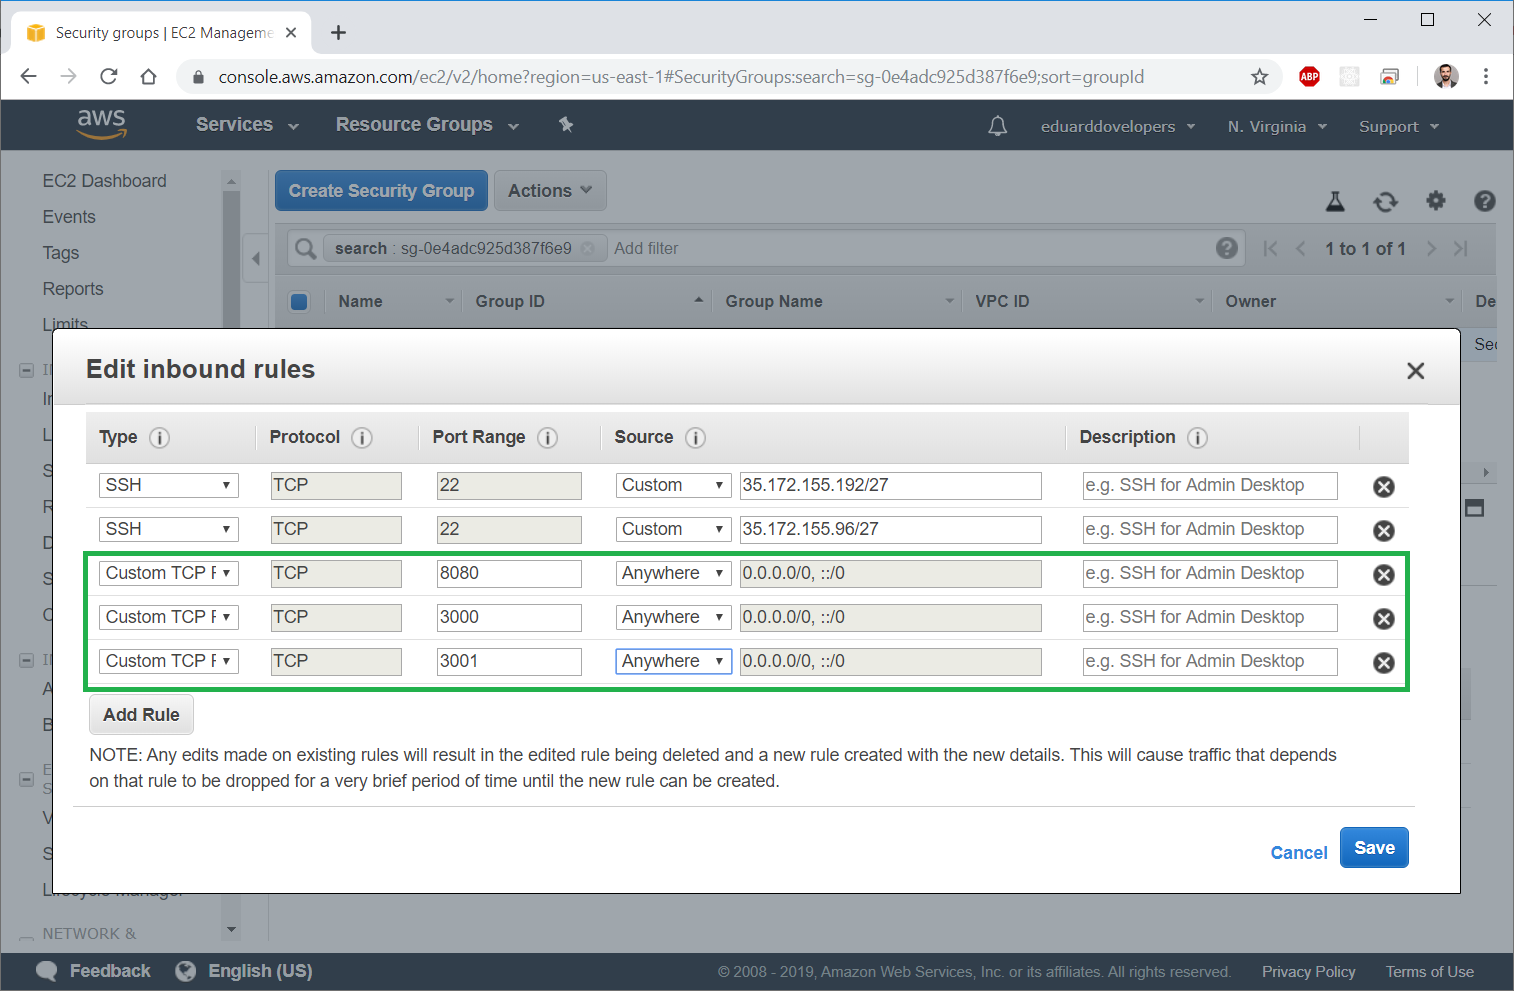 Security groups | EC2 Manageme
console.aws.amazon.com/ec2/v2/home?region=us-east-1#SecurityGroups:search=sg-0e4adc925d387f6e9;sort=groupId
ABP
aws Services Resource Groups eduarddovelopers N. Virginia Support
EC2 Dashboard
Events
Tags
Reports
Limits
Create Security Group Actions
search : sg-0e4adc925d387f6e9 Add filter 1 to 1 of 1
Name Group ID Group Name VPC ID Owner De
Sec
Edit inbound rules
Type Protocol Port Range Source Description
SSH TCP 22 Custom 35.172.155.192/27 e.g. SSH for Admin Desktop
SSH TCP 22 Custom 35.172.155.96/27 e.g. SSH for Admin Desktop
Custom TCP F TCP 8080 Anywhere 0.0.0.0/0, ::/0 e.g. SSH for Admin Desktop
Custom TCP F TCP 3000 Anywhere 0.0.0.0/0, ::/0 e.g. SSH for Admin Desktop
Custom TCP F TCP 3001 Anywhere 0.0.0.0/0, ::/0 e.g. SSH for Admin Desktop
Add Rule
NOTE: Any edits made on existing rules will result in the edited rule being deleted and a new rule created with the new details. This will cause traffic that depends
on that rule to be dropped for a very brief period of time until the new rule can be created.
Cancel Save
Lifecycle Manager
NETWORK &
Feedback English (US) © 2008 - 2019, Amazon Web Services, Inc. or its affiliates. All rights reserved. Privacy Policy Terms of Use